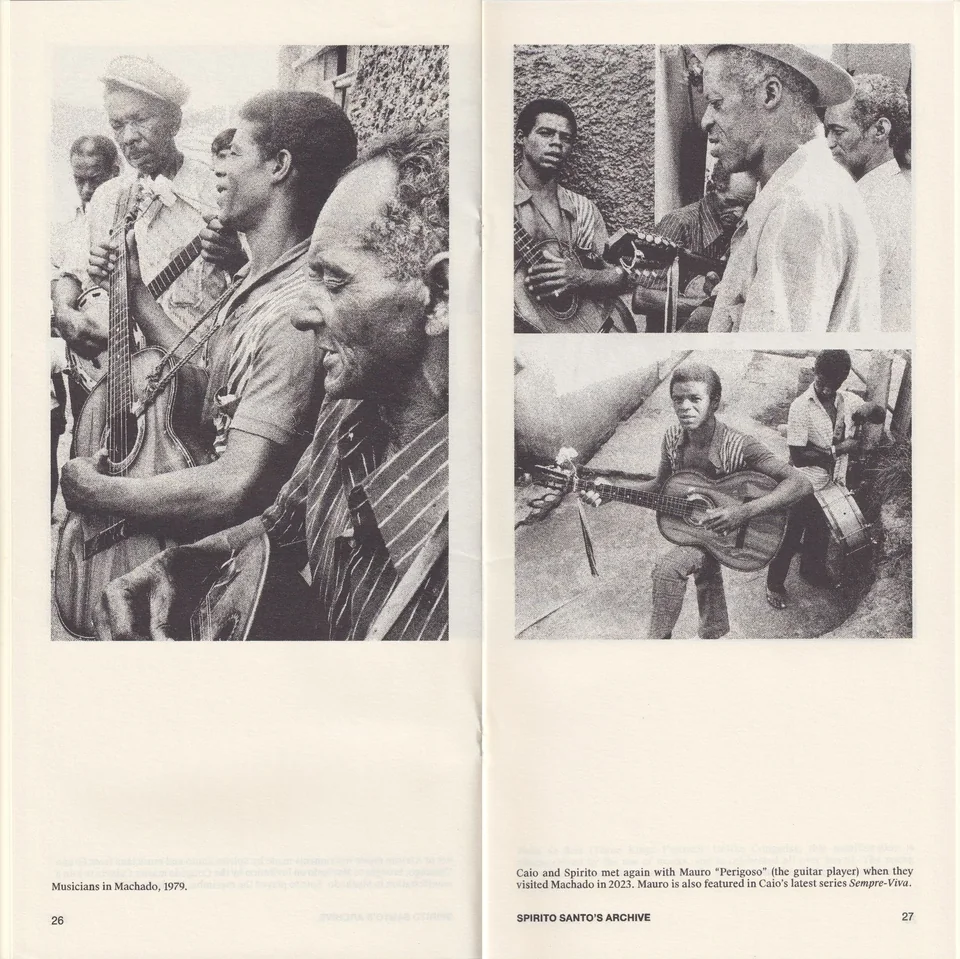 Musicians in Machado, 1979.
26
Caio and Spirito met again with Mauro “Perigoso” (the guitar player) when they
visited Machado in 2023. Mauro is also featured in Caio’s latest series Sempre-Viva.
SPIRITO SANTO’S ARCHIVE
27